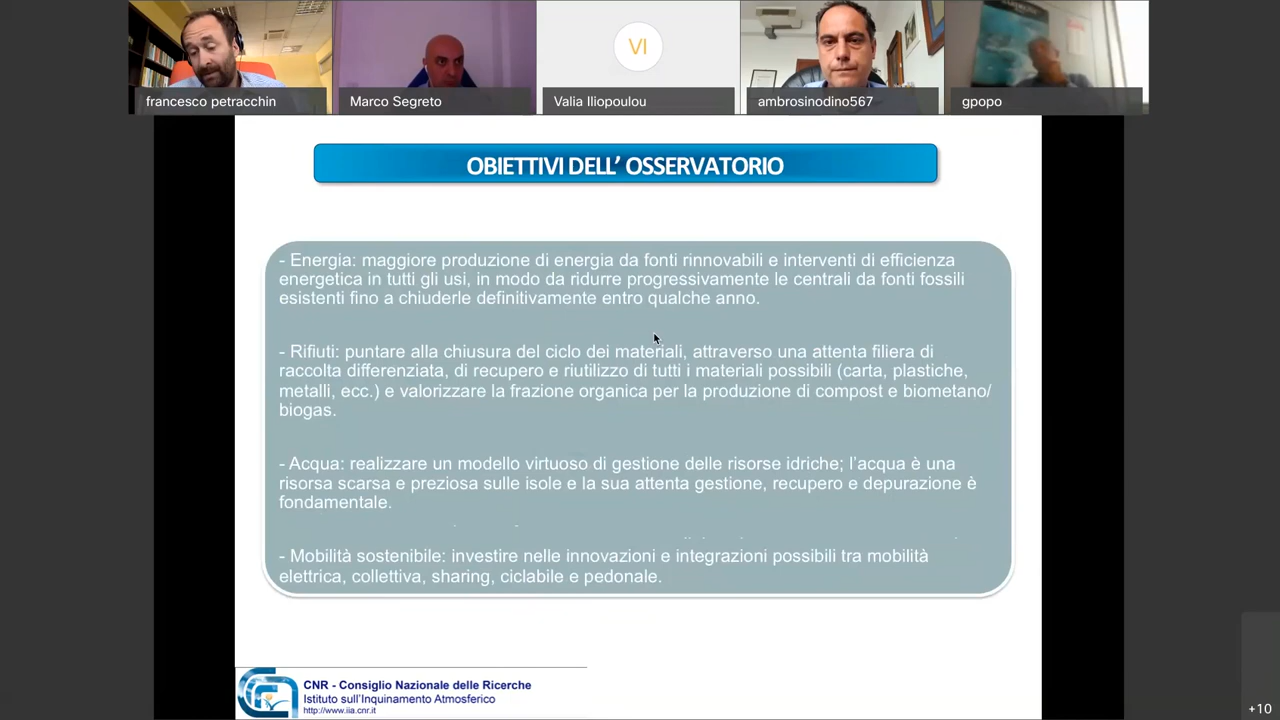 VI
francesco petracchin
Marco Segreto
Valia Iliopoulou
ambrosinodino567
gpopo
OBIETTIVI DELL' OSSERVATORIO
- Energia: maggiore produzione di energia da fonti rinnovabili e interventi di efficienza
energetica in tutti gli usi, in modo da ridurre progressivamente le centrali da fonti fossili
esistenti fino a chiuderle definitivamente entro qualche anno.
- Rifiuti: puntare alla chiusura del ciclo dei materiali, attraverso una attenta filiera di
raccolta differenziata, di recupero e riutilizzo di tutti i materiali possibili (carta, plastiche,
metalli, ecc.) e valorizzare la frazione organica per la produzione di compost e biometano/
biogas.
- Acqua: realizzare un modello virtuoso di gestione delle risorse idriche; l'acqua è una
risorsa scarsa e preziosa sulle isole e la sua attenta gestione, recupero e depurazione è
fondamentale.
- Mobilità sostenibile: investire nelle innovazioni e integrazioni possibili tra mobilità
elettrica, collettiva, sharing, ciclabile e pedonale.
CNR - Consiglio Nazionale delle Ricerche
Istituto sull'Inquinamento Atmosferico
http://www.iia.cnr.it
+10